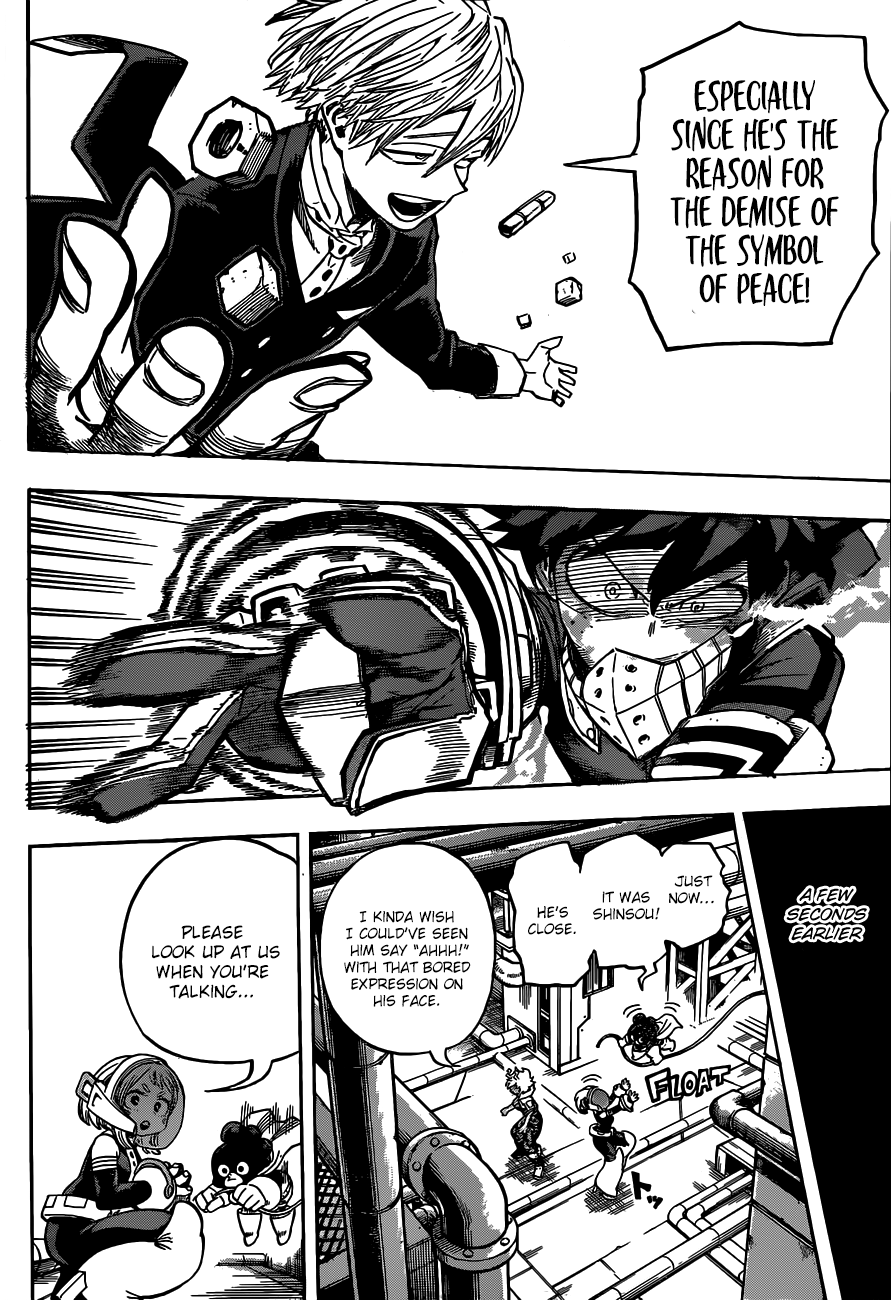 ESPECIALLY
SINCE HE'S THE
REASON FOR
THE DEMISE OF
THE SYMBOL
OF PEACE!
A FEW
SECONDS
EARLIER
JUST
NOW...
IT WAS
SHINSOU!
HE'S
CLOSE.
FLOAT
I KINDA WISH
I COULD'VE SEEN
HIM SAY "AHHH!"
WITH THAT BORED
EXPRESSION ON
HIS FACE.
トッ
PLEASE
LOOK UP AT US
WHEN YOU'RE
TALKING...